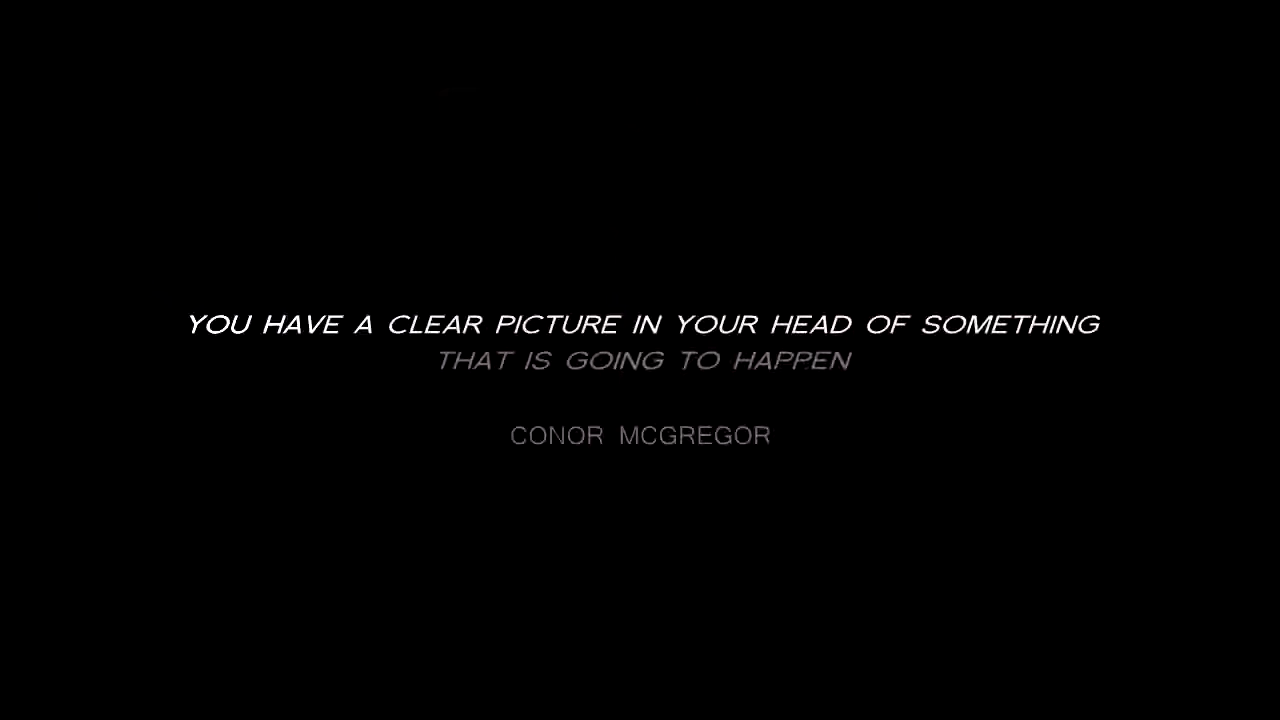 YOU HAVE A CLEAR PICTURE IN YOUR HEAD OF SOMETHING
THAT IS GOING TO HAPPEN
CONOR MCGREGOR